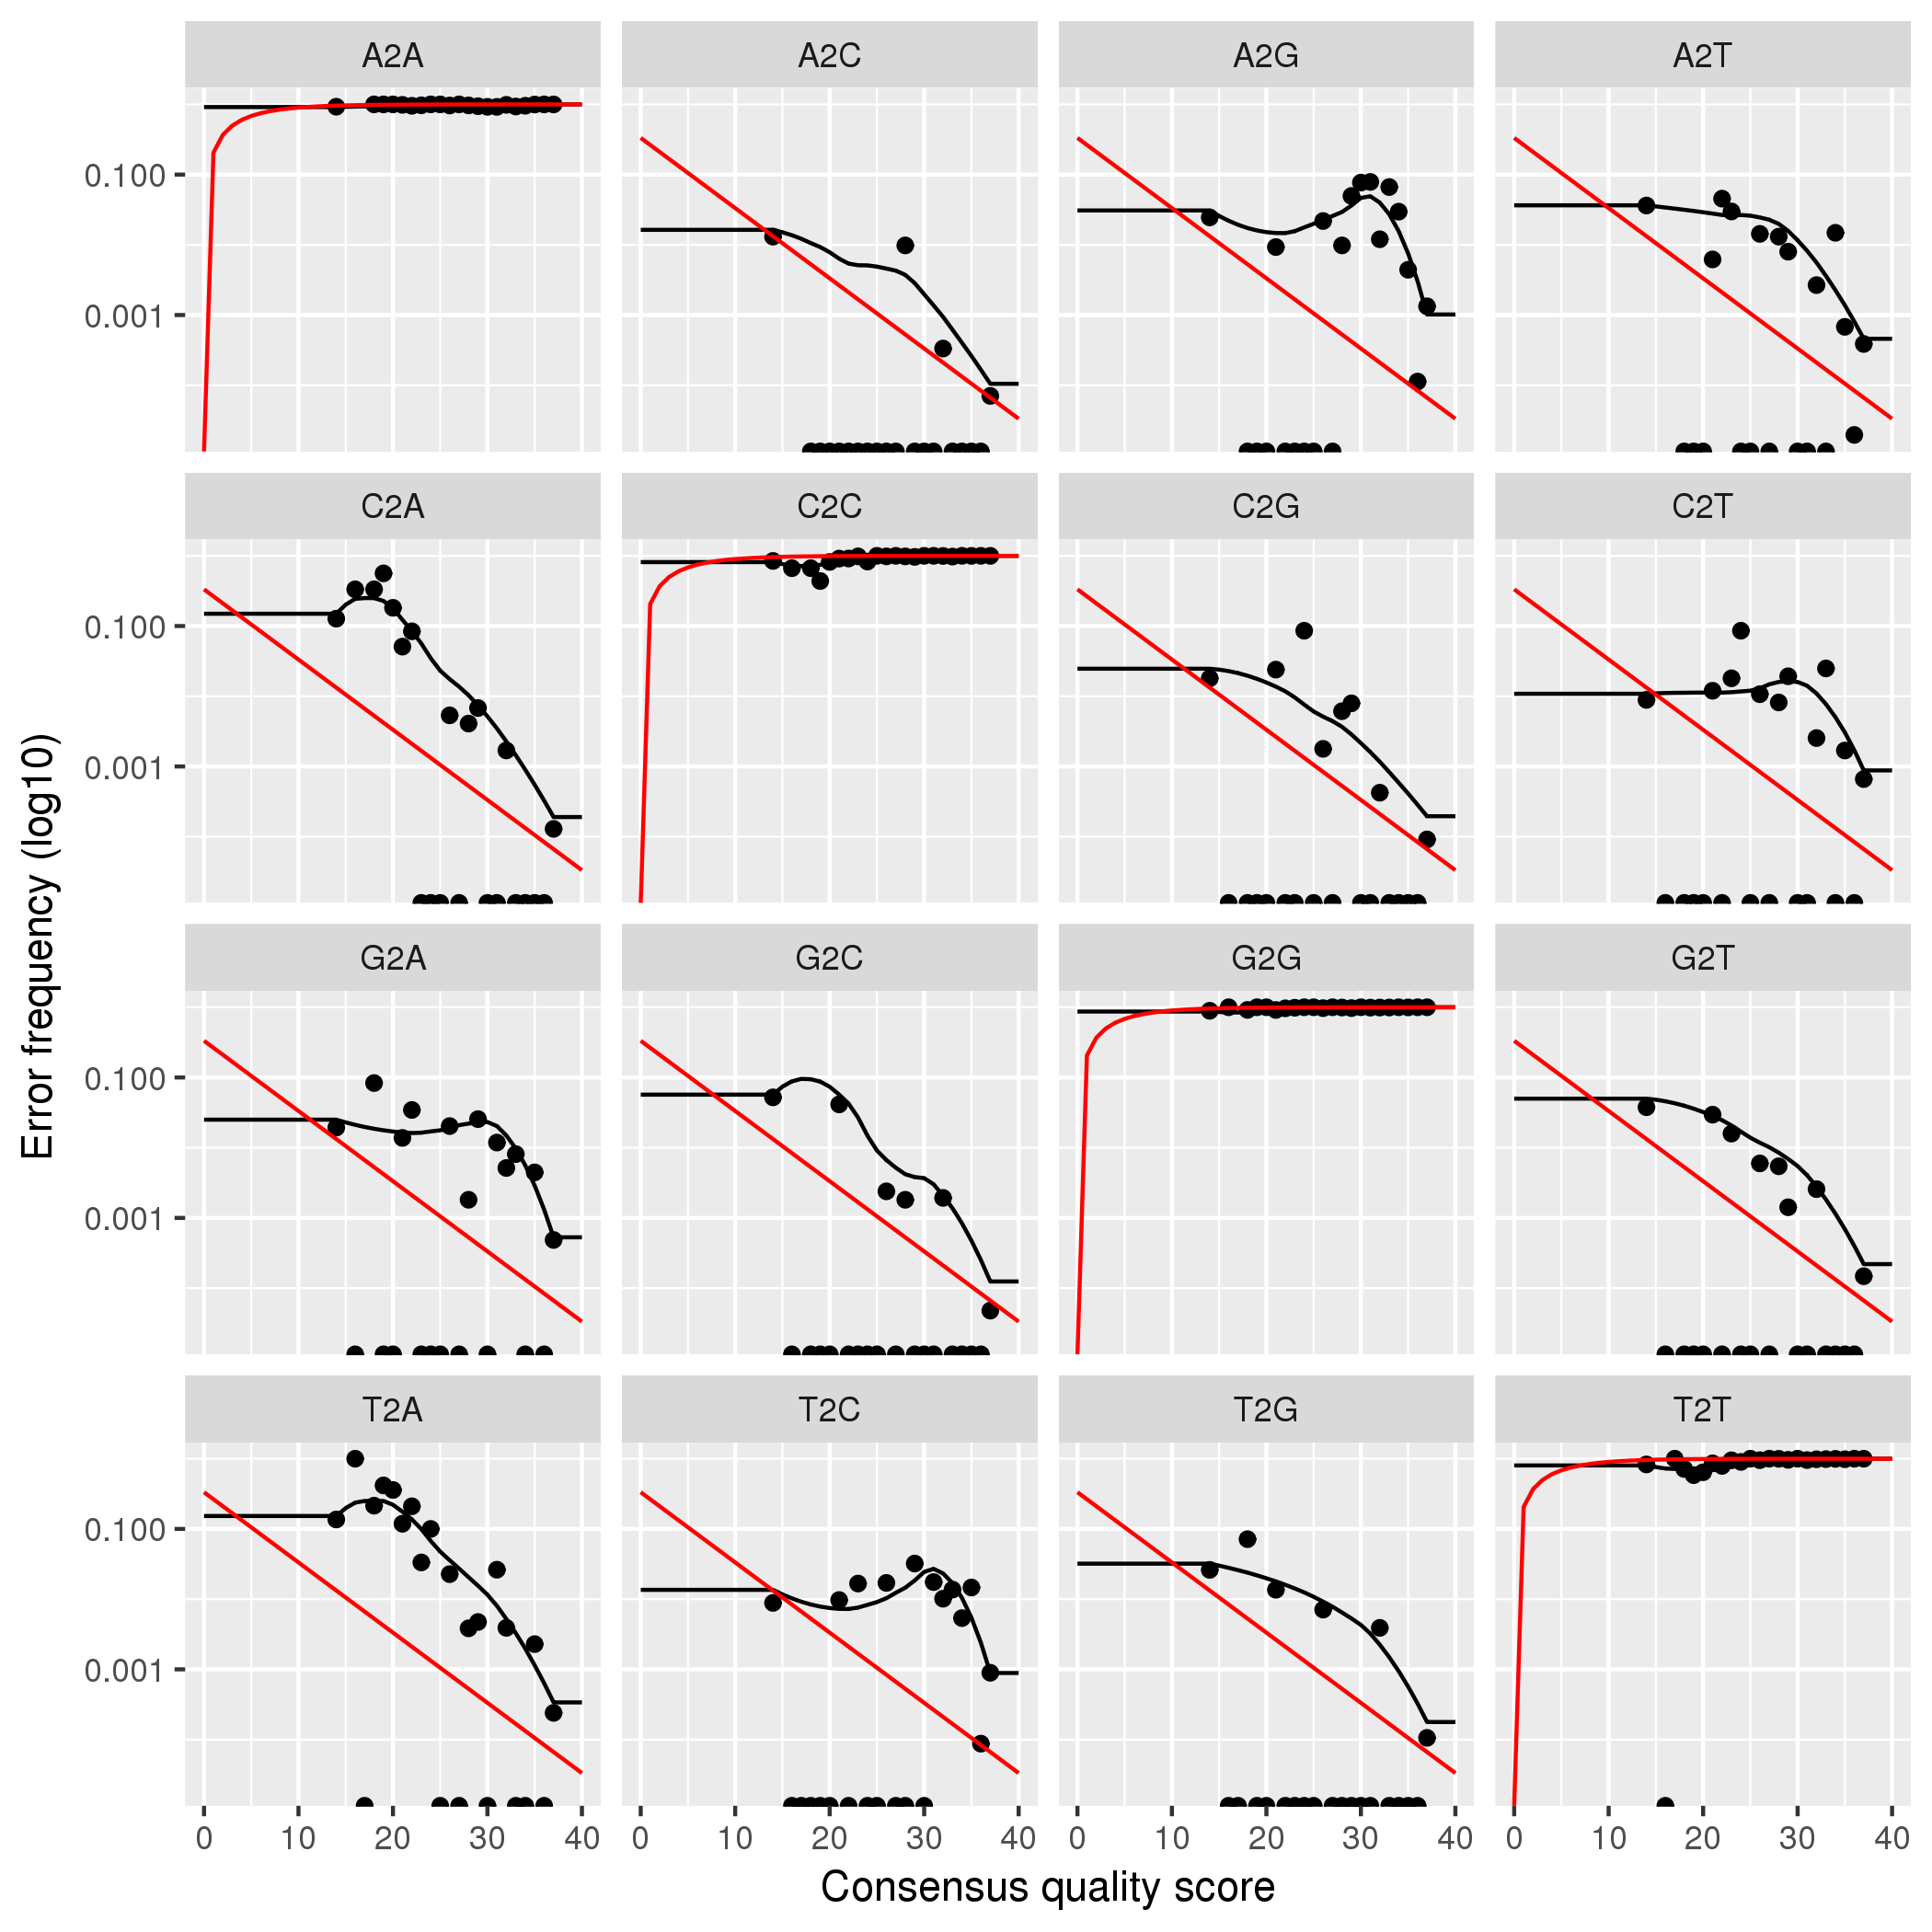 A2A A2C A2G A2T
0.100
0.001
C2A C2C C2G C2T
0.100
0.001
Error frequency (log10)
G2A G2C G2G G2T
0.100
0.001
T2A T2C T2G T2T
0.100
0.001
0 10 20 30 40 0 10 20 30 40 0 10 20 30 40 0 10 20 30 40
Consensus quality score